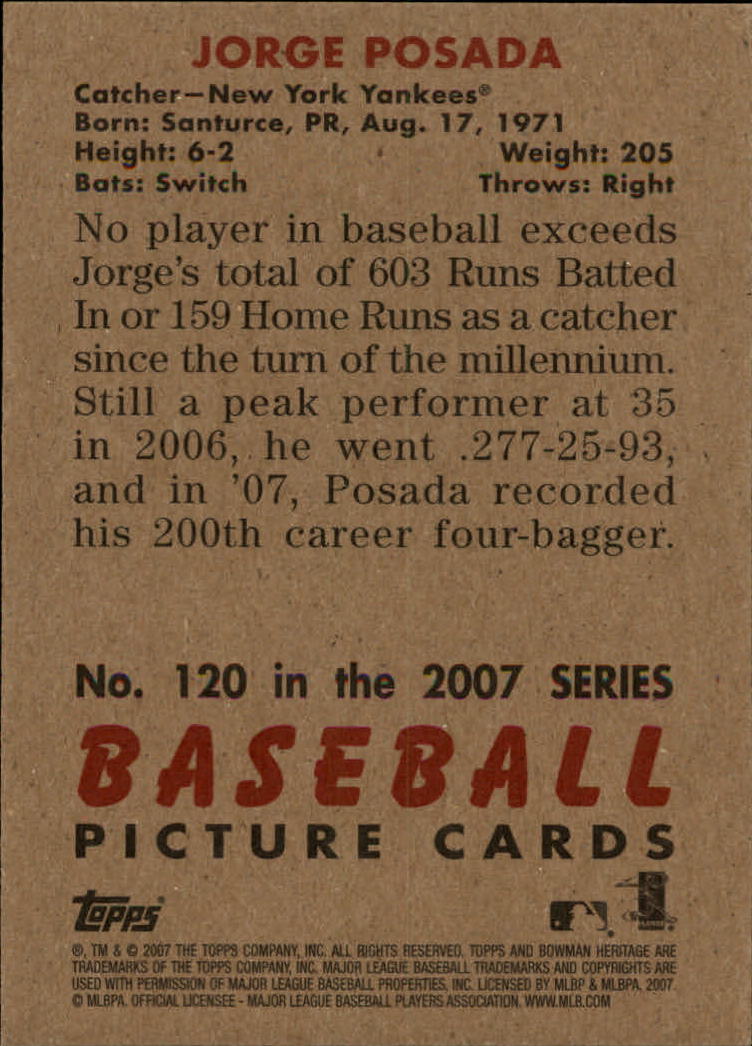 JORGE POSADA
Catcher—New York Yankees®
Born: Santurce, PR, Aug. 17, 1971
Height: 6-2 Weight: 205
Bats: Switch Throws: Right
No player in baseball exceeds
Jorge's total of 603 Runs Batted
In or 159 Home Runs as a catcher
since the turn of the millennium.
Still a peak performer at 35
in 2006, he went .277-25-93,
and in '07, Posada recorded
his 200th career four-bagger.
No. 120 in the 2007 SERIES
BASEBALL
PICTURE CARDS
Topps
®, TM & © 2007 THE TOPPS COMPANY, INC. ALL RIGHTS RESERVED. TOPPS AND BOWMAN HERITAGE ARE
TRADEMARKS OF THE TOPPS COMPANY, INC. MAJOR LEAGUE BASEBALL TRADEMARKS AND COPYRIGHTS ARE
USED WITH PERMISSION OF MAJOR LEAGUE BASEBALL PROPERTIES, INC. LICENSED BY MLBP & MLBPA. 2007.
© MLBPA. OFFICIAL LICENSEE - MAJOR LEAGUE BASEBALL PLAYERS ASSOCIATION. WWW.MLB.COM